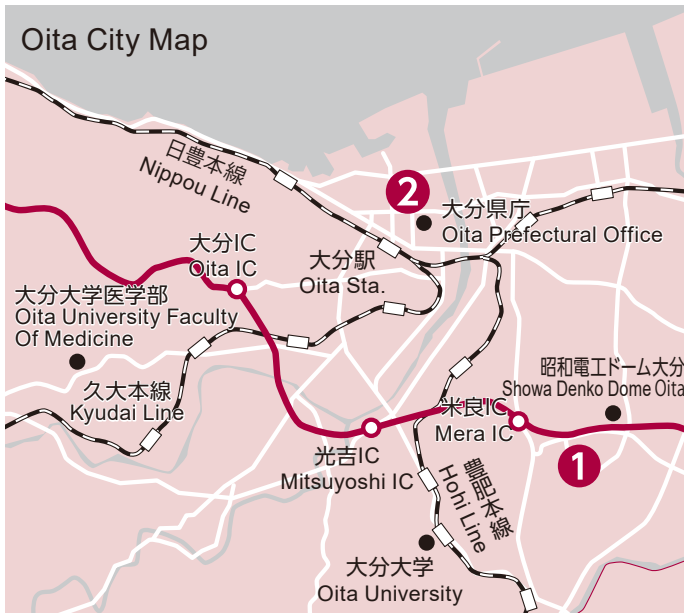 Oita City Map
日豊本線
Nippou Line
2
大分県庁
Oita Prefectural Office
大分IC
Oita IC
大分駅
Oita Sta.
大分大学医学部
Oita University Faculty
Of Medicine
久大本線
Kyudai Line
昭和電工ドーム大分
Showa Denko Dome Oita
米良IC
Mera IC
光吉IC
Mitsuyoshi IC
1
豊肥本線
Hohi Line
大分大学
Oita University